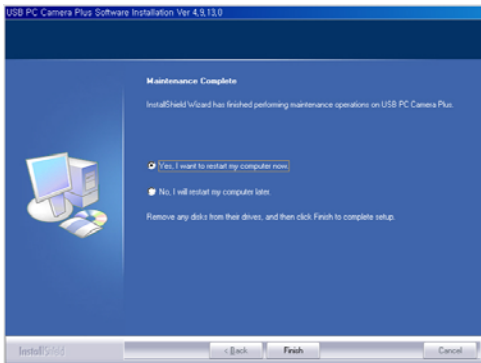 USB PC Camera Plus Software Installation Ver 4,9,13,0
Maintenance Complete
InstallShield Wizard has finished performing maintenance operations on USB PC Camera Plus.
Yes, I want to restart my computer now.
No, I will restart my computer later.
Remove any disks from their drives, and then click Finish to complete setup.
InstallShield
< Back
Finish
Cancel